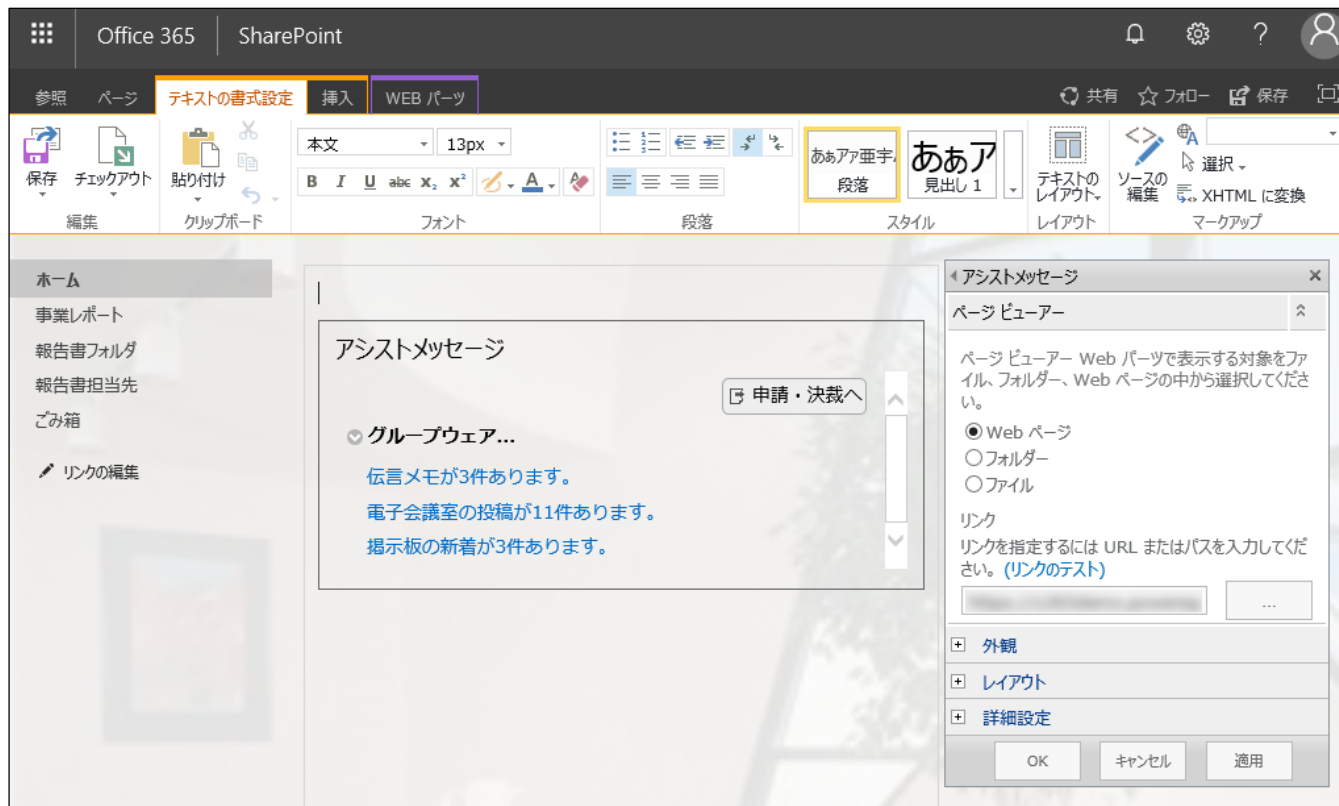 Office 365
SharePoint
?
参照
ページ
テキストの書式設定
挿入
WEB パーツ
共有
フォロー
保存
保存
チェックアウト
編集
貼り付け
クリップボード
本文
13px
B I U abc x₂ x² A
フォント
段落
あぁアァ亜宇
段落
あぁア
見出し 1
スタイル
テキストの
レイアウト
レイアウト
ソースの
編集
選択
XHTML に変換
マークアップ
ホーム
事業レポート
報告書フォルダ
報告書担当先
ごみ箱
リンクの編集
アシストメッセージ
申請・決裁へ
グループウェア...
伝言メモが3件あります。
電子会議室の投稿が11件あります。
掲示板の新着が3件あります。
アシストメッセージ
ページ ビューアー
ページ ビューアー Web パーツで表示する対象をファ
イル、フォルダー、Web ページの中から選択してくださ
い。
Web ページ
フォルダー
ファイル
リンク
リンクを指定するには URL またはパスを入力してくだ
さい。(リンクのテスト)
...
外観
レイアウト
詳細設定
OK
キャンセル
適用